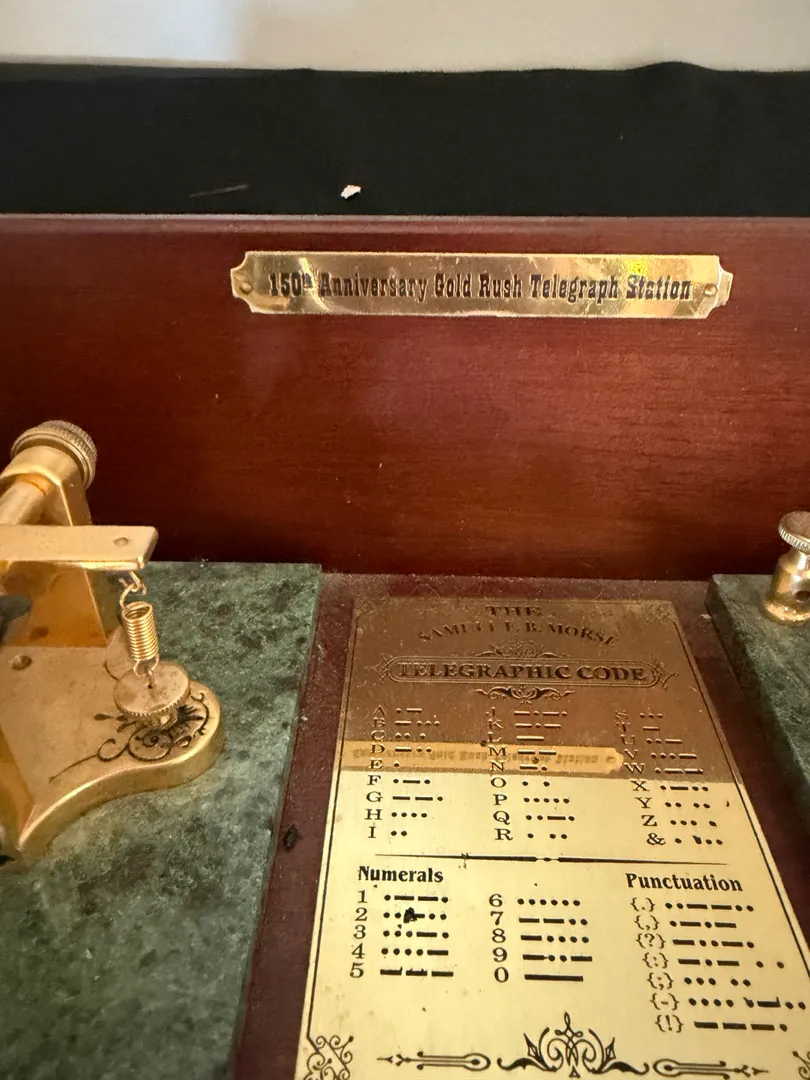 150th Anniversary Gold Rush Telegraph Station
THE
SAMUEL F. B. MORSE
TELEGRAPHIC CODE
A J S
B K T
C L U
D M V
E N W
F O X
G P Y
H Q Z
I R &
Numerals Punctuation
1 6 {.}
2 7 {,}
3 8 {?}
4 9 {:}
5 0 {;}
{-}
{!}